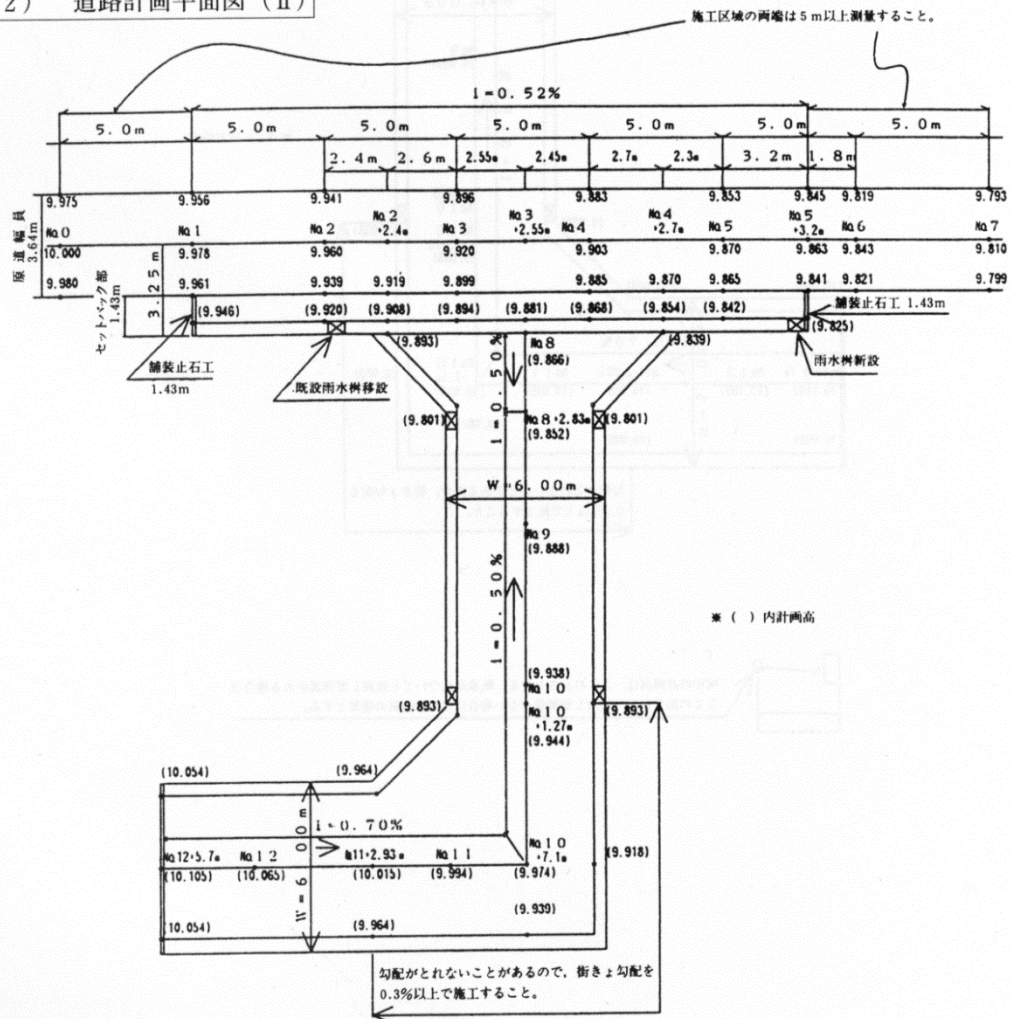 2) 道路計画平面図 (Ⅱ)
施工区域の両端は5m以上測量すること。
i=0.52%
5.0m 5.0m 5.0m 5.0m 5.0m 5.0m 5.0m
2.4m 2.6m 2.55m 2.45m 2.7m 2.3m 3.2m 1.8m
9.975 9.956 9.941 9.896 9.883 9.853 9.845 9.819 9.793
No.0 No.1 No.2 No.2+2.4m No.3 No.3+2.55m No.4 No.4+2.7m No.5 No.5+3.2m No.6 No.7
10.000 9.978 9.960 9.920 9.903 9.870 9.863 9.843 9.810
9.980 9.961 9.939 9.919 9.899 9.885 9.870 9.865 9.841 9.821 9.799
原道幅員
3.64m
セットバック部
1.43m
3.25m
(9.946) (9.920) (9.908) (9.894) (9.881) (9.868) (9.854) (9.842)
舗装止石工 1.43m
(9.825)
(9.893) No.8 (9.839)
(9.866)
舗装止石工
1.43m
既設雨水桝移設
雨水桝新設
i=0.50%
(9.801) No.8+2.83m (9.801)
(9.852)
W=6.00m
No.9
(9.888)
i=0.50%
※ ( ) 内計画高
(9.938)
No.10
(9.893) No.10 (9.893)
+1.27m
(9.944)
(10.054) (9.964)
W=6.00m
i=0.70%
No.12+5.7m No.12 No.11+2.93m No.11 No.10
+7.1m
(9.918)
(10.105) (10.065) (10.015) (9.994) (9.974)
(9.939)
(10.054) (9.964)
勾配がとれないことがあるので，街きょ勾配を
0.3%以上で施工すること。